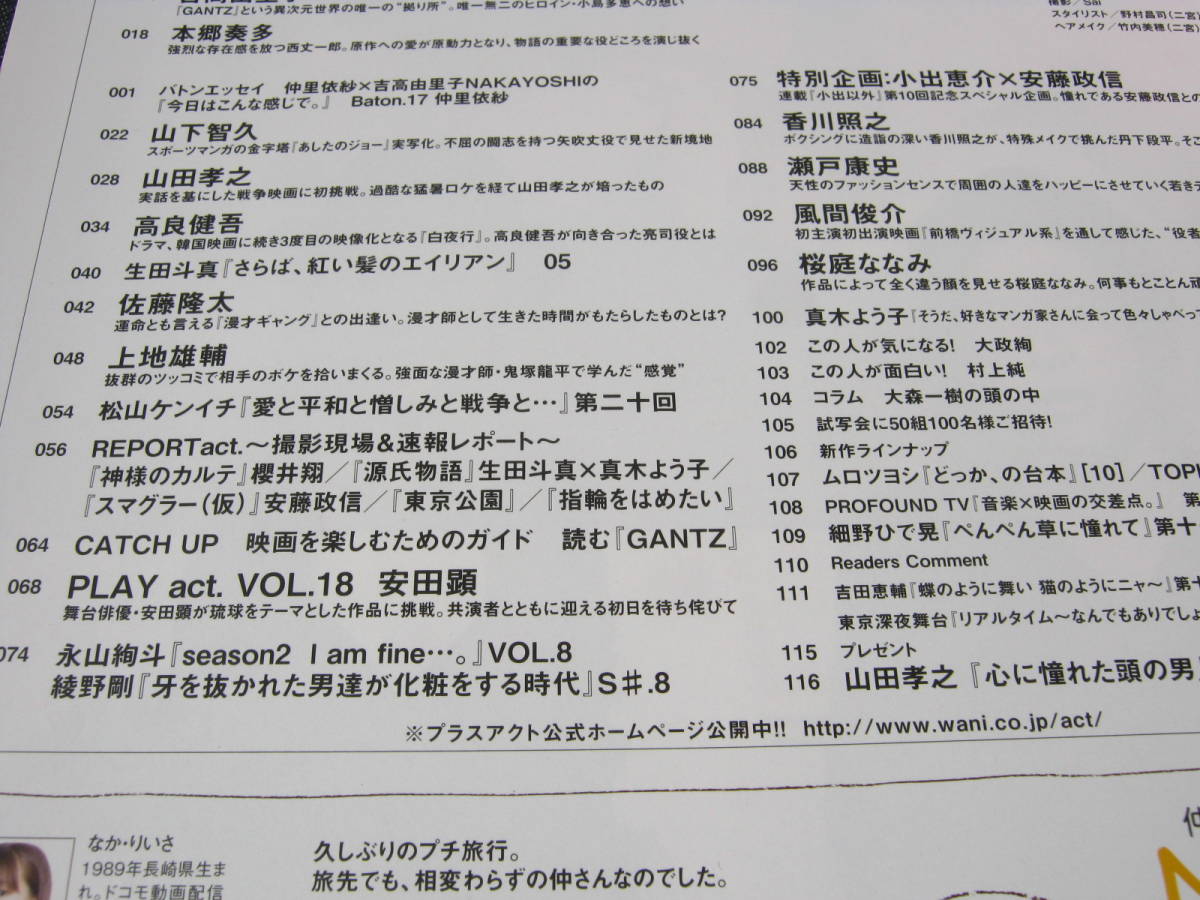 『GANTZ』という異次元世界の唯一の“拠り所”。唯一無二のヒロイン・小島多恵への想い
018 本郷奏多
強烈な存在感を放つ西丈一郎。原作への愛が原動力となり、物語の重要な役どころを演じ抜く
001 バトンエッセイ 仲里依紗×吉高由里子NAKAYOSHIの
『今日はこんな感じで。』 Baton.17 仲里依紗
022 山下智久
スポーツマンガの金字塔『あしたのジョー』実写化。不屈の闘志を持つ矢吹丈役で見せた新境地
028 山田孝之
実話を基にした戦争映画に初挑戦。過酷な猛暑ロケを経て山田孝之が培ったもの
034 高良健吾
ドラマ、韓国映画に続き3度目の映像化となる『白夜行』。高良健吾が向き合った亮司役とは
040 生田斗真『さらば、紅い髪のエイリアン』 05
042 佐藤隆太
運命とも言える『漫才ギャング』との出逢い。漫才師として生きた時間がもたらしたものとは?
048 上地雄輔
抜群のツッコミで相手のボケを拾いまくる。強面な漫才師・鬼塚龍平で学んだ“感覚”
054 松山ケンイチ『愛と平和と憎しみと戦争と…』第二十回
056 REPORTact.〜撮影現場&速報レポート〜
『神様のカルテ』櫻井翔/『源氏物語』生田斗真×真木よう子/
『スマグラー(仮)』安藤政信/『東京公園』/『指輪をはめたい』
064 CATCH UP 映画を楽しむためのガイド 読む『GANTZ』
068 PLAY act. VOL.18 安田顕
舞台俳優・安田顕が琉球をテーマとした作品に挑戦。共演者とともに迎える初日を待ち侘びて
074 永山絢斗『season2 I am fine…。』VOL.8
綾野剛『牙を抜かれた男達が化粧をする時代』S♯.8
撮影/Sai
スタイリスト/野村昌司(二宮)
ヘアメイク/竹内美穂(二宮)
075 特別企画:小出恵介×安藤政信
連載『小出以外』第10回記念スペシャル企画。憧れである安藤政信との
084 香川照之
ボクシングに造詣の深い香川照之が、特殊メイクで挑んだ丹下段平。そこ
088 瀬戸康史
天性のファッションセンスで周囲の人達をハッピーにさせていく若き
092 風間俊介
初主演初出演映画『前橋ヴィジュアル系』を通して感じた、“役者
096 桜庭ななみ
作品によって全く違う顔を見せる桜庭ななみ。何事もとことん頑
100 真木よう子『そうだ、好きなマンガ家さんに会って色々しゃべって
102 この人が気になる! 大政絢
103 この人が面白い! 村上純
104 コラム 大森一樹の頭の中
105 試写会に50組100名様ご招待!
106 新作ラインナップ
107 ムロツヨシ『どっか、の台本』[10]/TOPI
108 PROFOUND TV『音楽×映画の交差点。』 第
109 細野ひで晃『ぺんぺん草に憧れて』第十
110 Readers Comment
111 吉田恵輔『蝶のように舞い 猫のようにニャ〜』第十
東京深夜舞台『リアルタイム〜なんでもありでしょ
115 プレゼント
116 山田孝之『心に憧れた頭の男』
※プラスアクト公式ホームページ公開中!! http://www.wani.co.jp/act/
なか・りいさ
1989年長崎県生ま
れ。ドコモ動画配信
久しぶりのプチ旅行。
旅先でも、相変わらずの仲さんなのでした。
仲